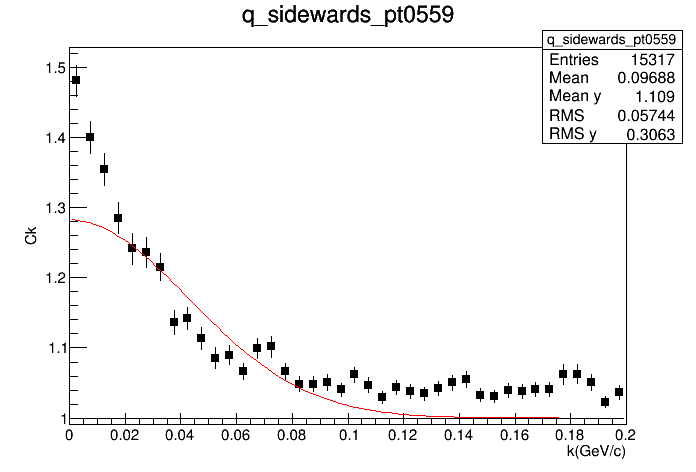 q_sidewards_pt0559
q_sidewards_pt0559
Entries 15317
Mean 0.09688
Mean y 1.109
RMS 0.05744
RMS y 0.3063
1.5
1.4
1.3
1.2
1.1
1
Ck
0 0.02 0.04 0.06 0.08 0.1 0.12 0.14 0.16 0.18 0.2
k(GeV/c)